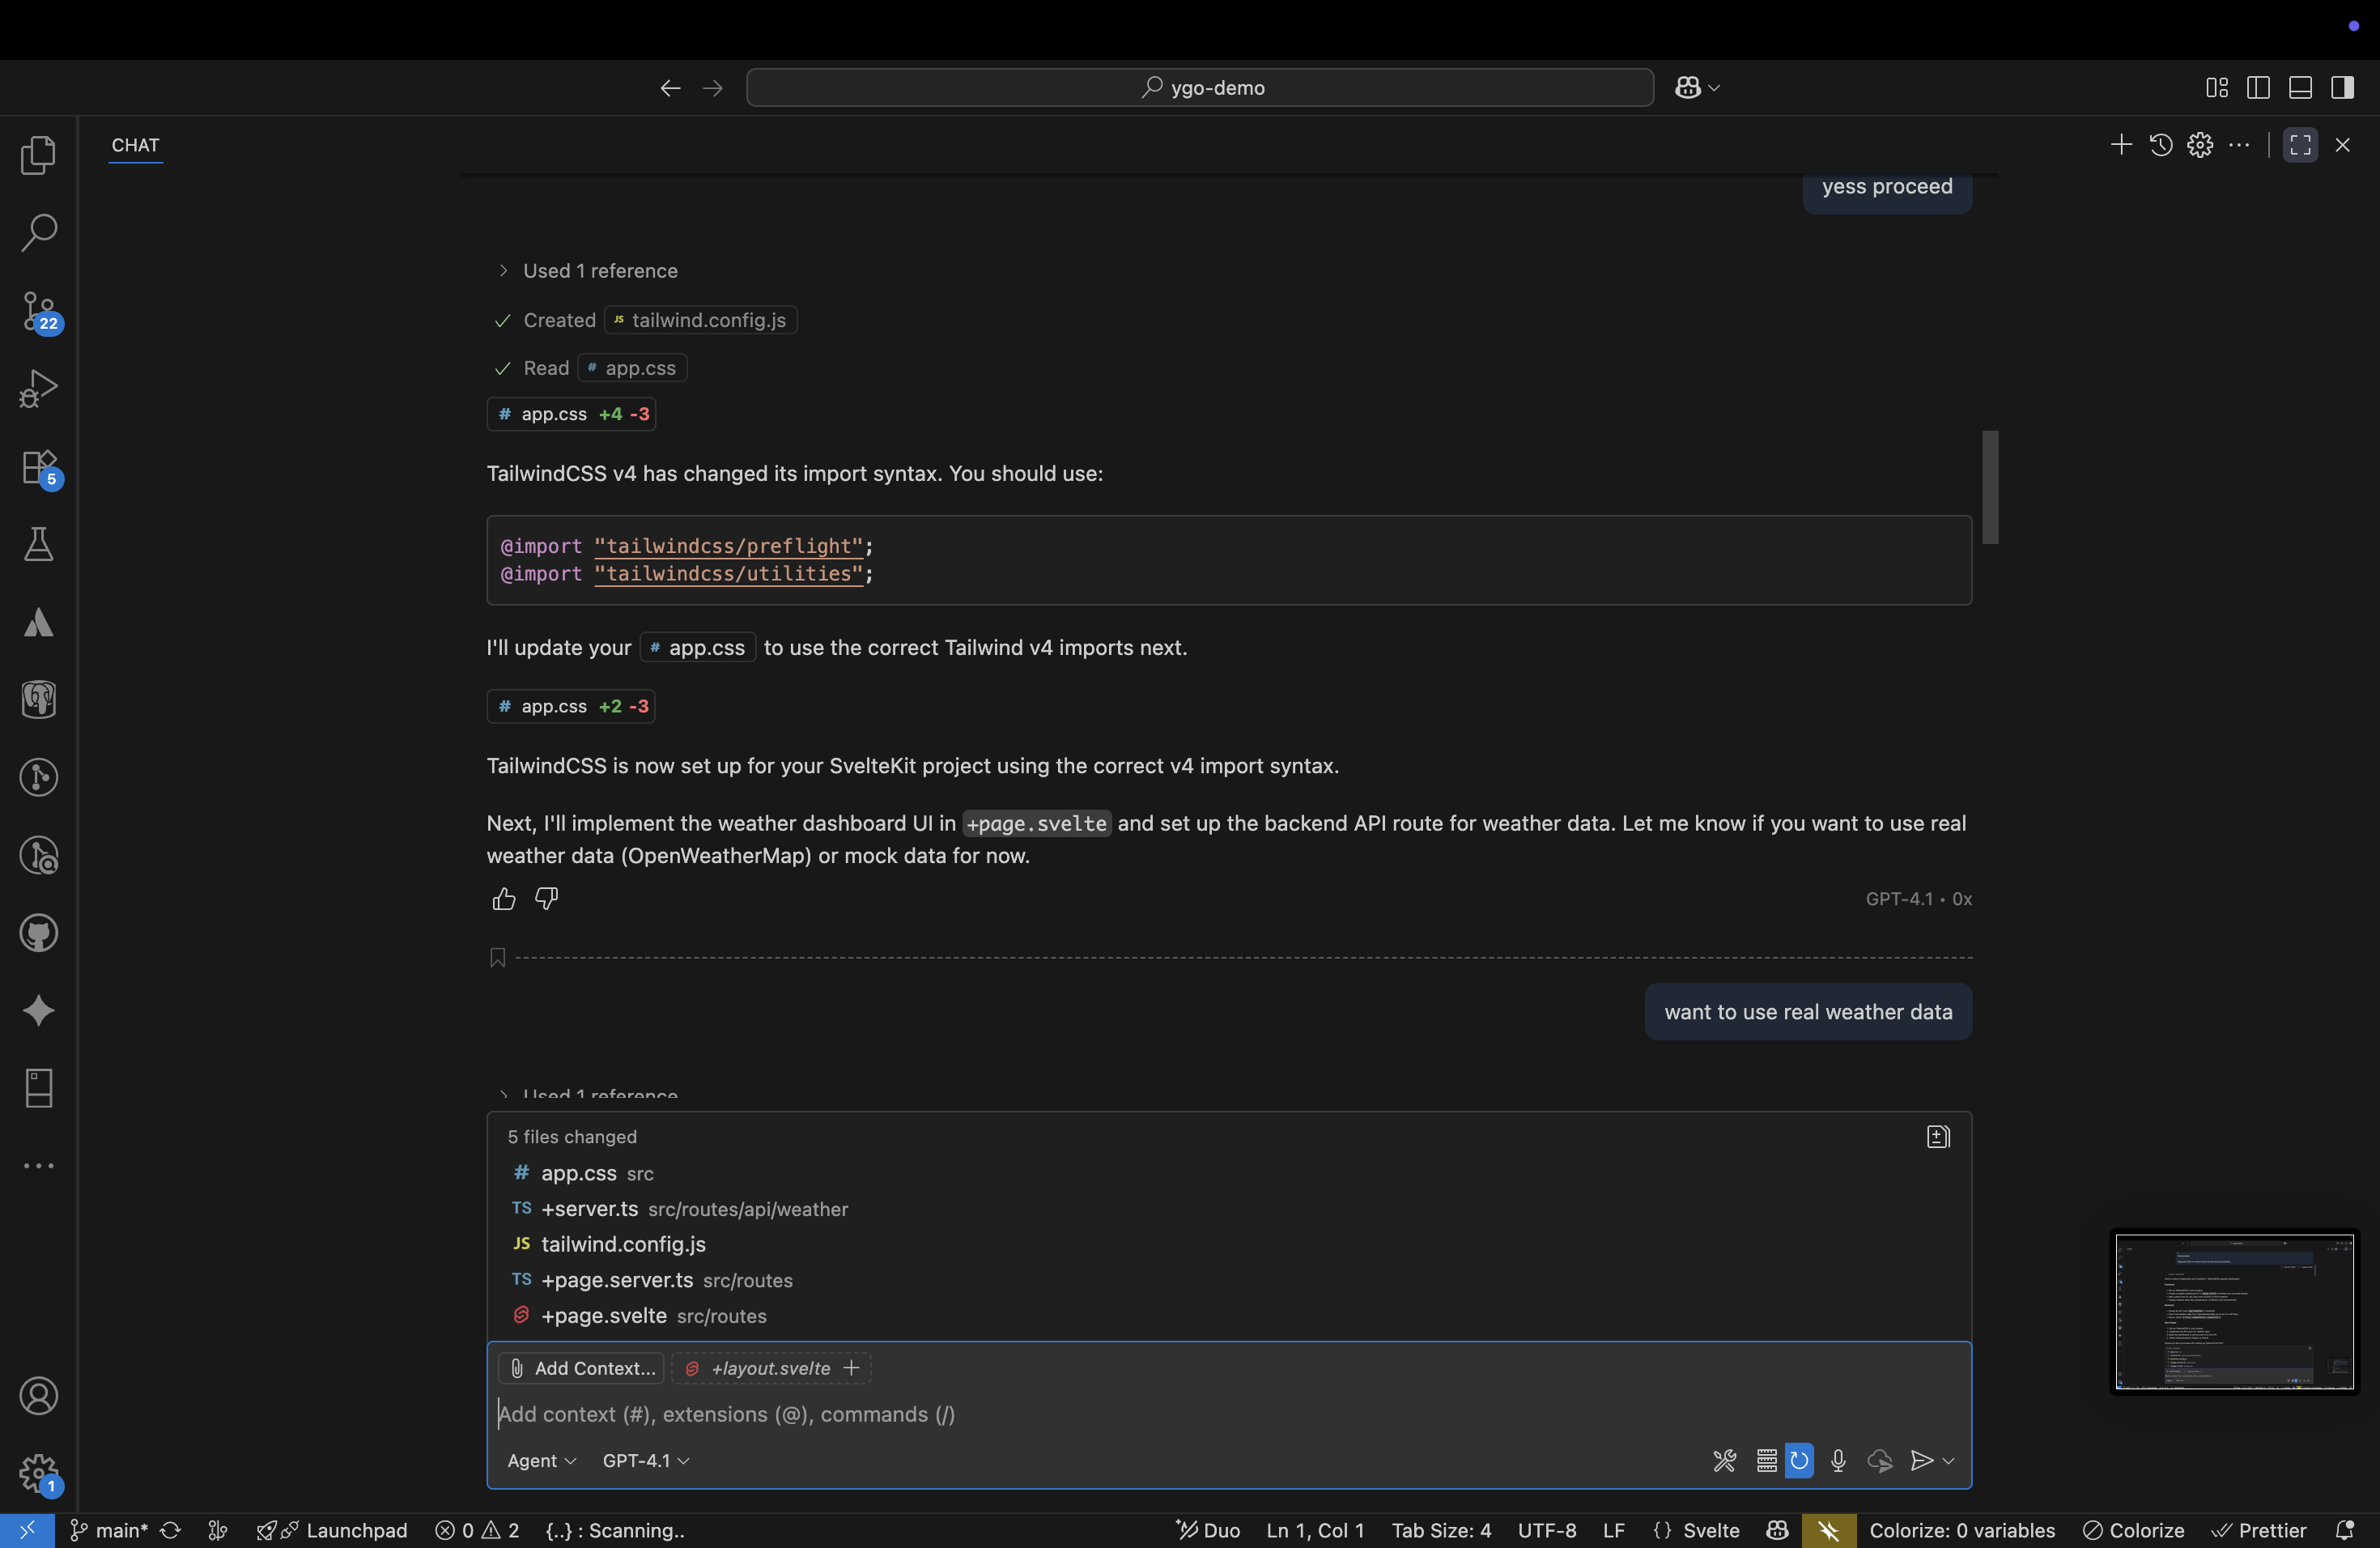 ygo-demo
CHAT
yess proceed
Used 1 reference
Created JS tailwind.config.js
Read # app.css
# app.css +4 -3
TailwindCSS v4 has changed its import syntax. You should use:
@import "tailwindcss/preflight";
@import "tailwindcss/utilities";
I'll update your # app.css to use the correct Tailwind v4 imports next.
# app.css +2 -3
TailwindCSS is now set up for your SvelteKit project using the correct v4 import syntax.
Next, I'll implement the weather dashboard UI in +page.svelte and set up the backend API route for weather data. Let me know if you want to use real
weather data (OpenWeatherMap) or mock data for now.
GPT-4.1 • 0x
want to use real weather data
Used 1 reference
5 files changed
# app.css src
TS +server.ts src/routes/api/weather
JS tailwind.config.js
TS +page.server.ts src/routes
+page.svelte src/routes
Add Context... +layout.svelte +
Add context (#), extensions (@), commands (/)
Agent GPT-4.1
22
5
1
main* Launchpad 0 2 {..} : Scanning.. Duo Ln 1, Col 1 Tab Size: 4 UTF-8 LF {} Svelte Colorize: 0 variables Colorize Prettier